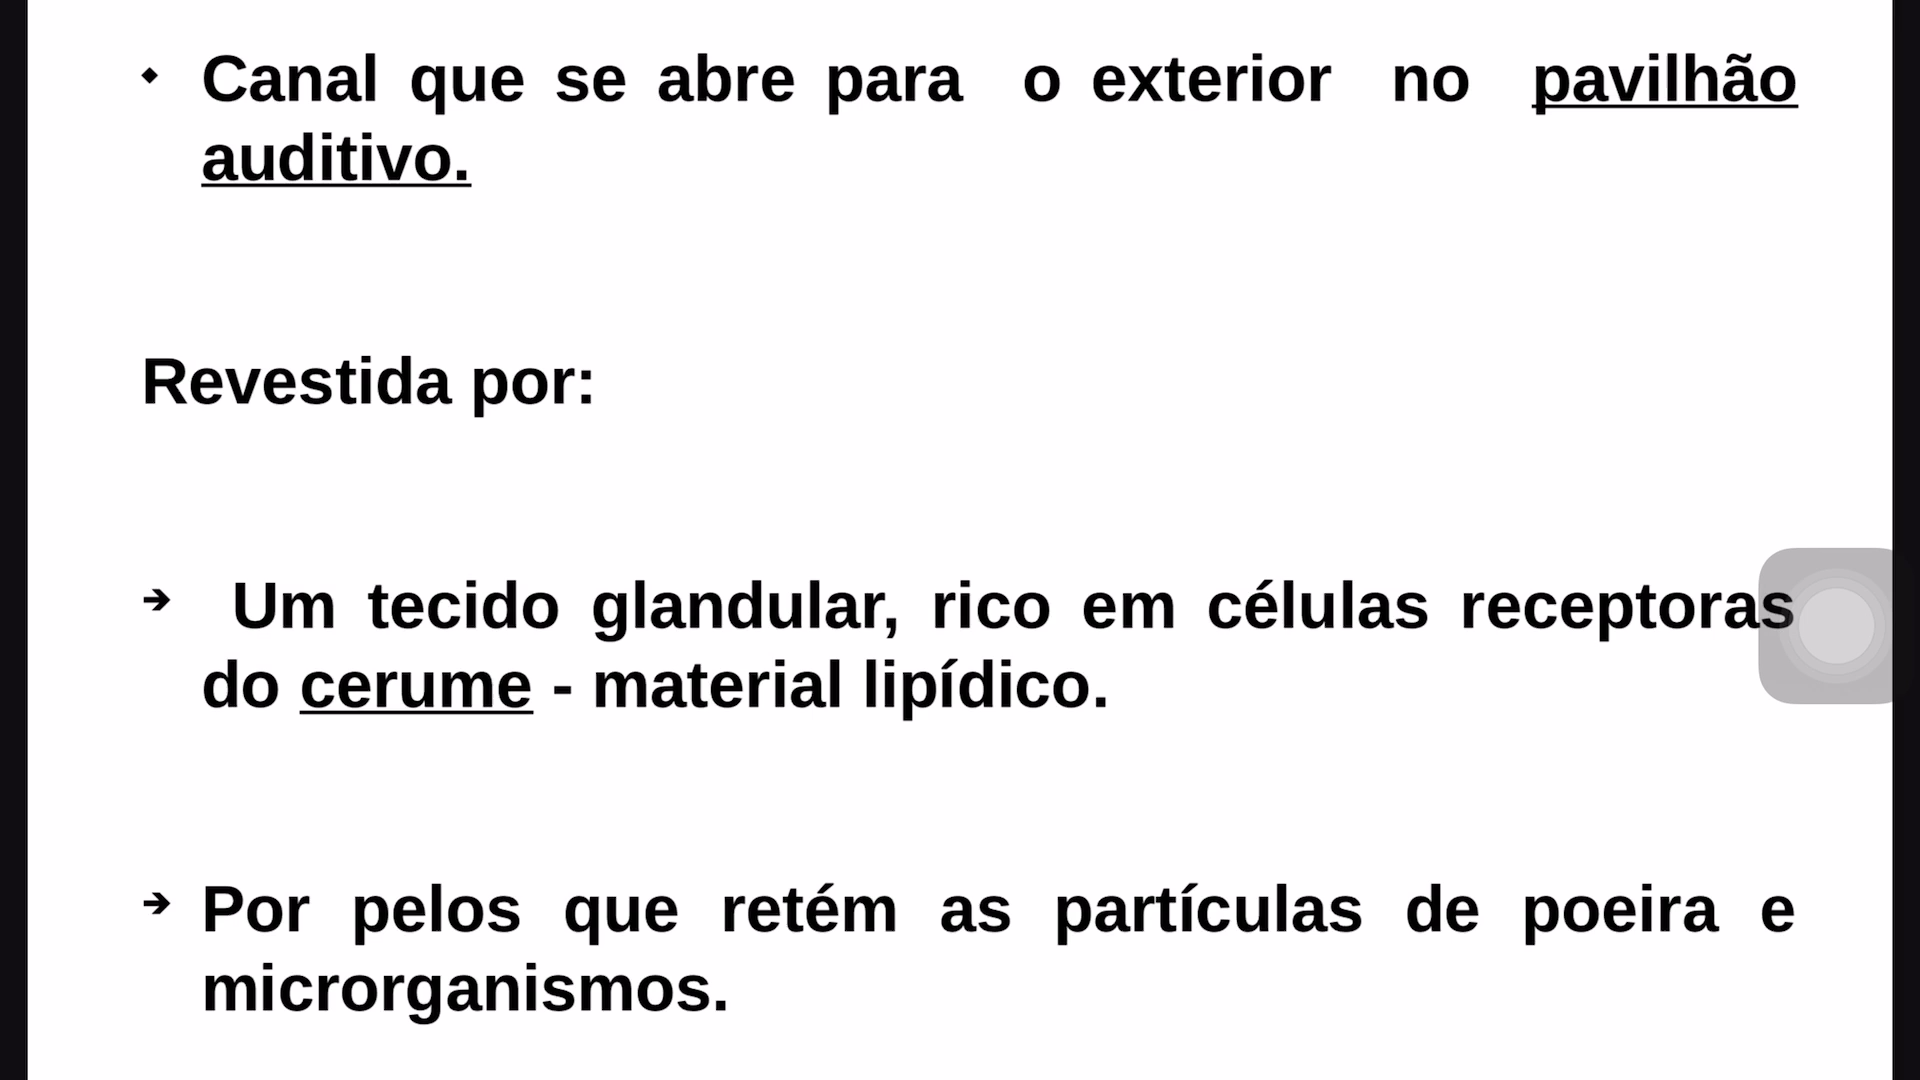 Canal que se abre para o exterior no pavilhão
auditivo.
Revestida por:
➔ Um tecido glandular, rico em células receptoras
do cerume - material lipídico.
➔ Por pelos que retém as partículas de poeira e
microrganismos.